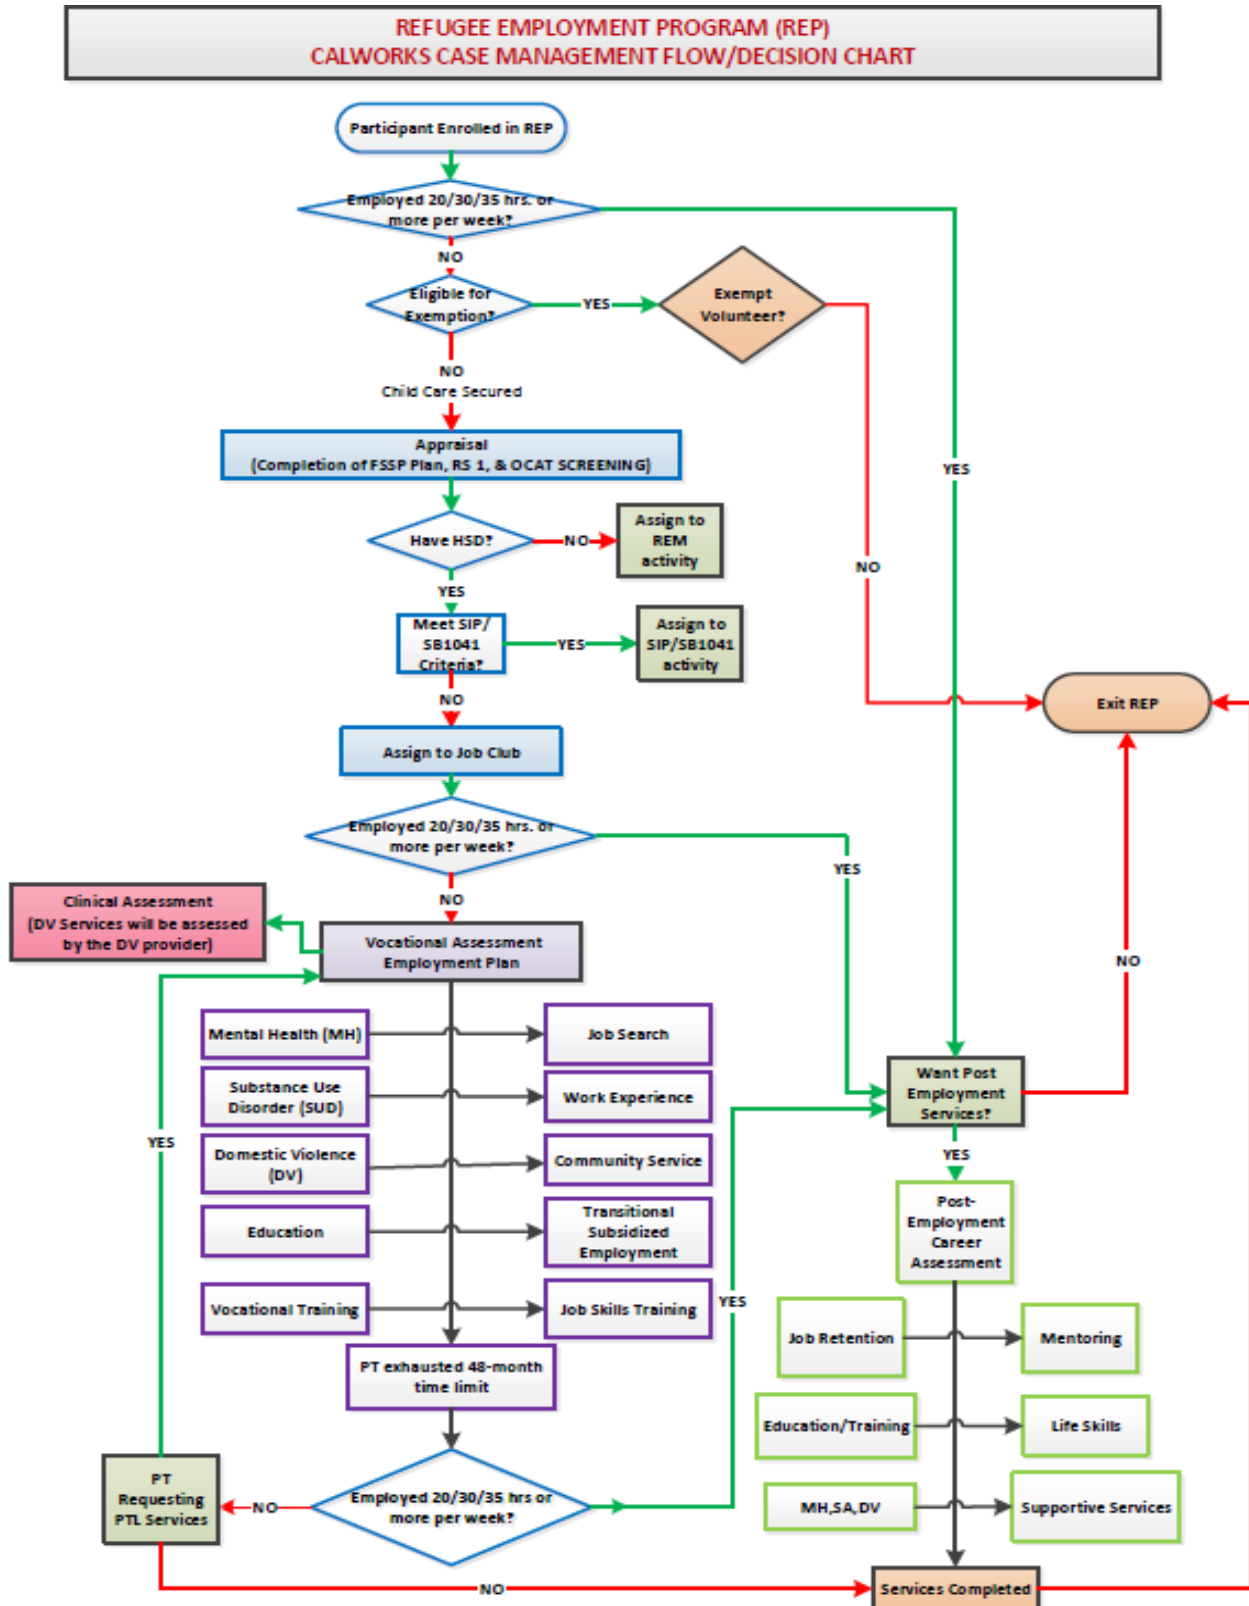 REFUGEE EMPLOYMENT PROGRAM (REP)
CALWORKS CASE MANAGEMENT FLOW/DECISION CHART
Participant Enrolled in REP
Employed 20/30/35 hrs. or
more per week?
NO
Eligible for
Exemption?
YES
Exempt
Volunteer?
NO
Child Care Secured
Appraisal
(Completion of FSSP Plan, RS 1, & OCAT SCREENING)
YES
Have HSD?
NO
Assign to
REM
activity
NO
YES
Meet SIP/
SB1041
Criteria?
YES
Assign to
SIP/SB1041
activity
NO
Exit REP
Assign to Job Club
Employed 20/30/35 hrs. or
more per week?
YES
NO
Clinical Assessment
(DV Services will be assessed
by the DV provider)
Vocational Assessment
Employment Plan
NO
Mental Health (MH)
Job Search
Substance Use
Disorder (SUD)
Work Experience
Want Post
Employment
Services?
YES
Domestic Violence
(DV)
Community Service
YES
Education
Transitional
Subsidized
Employment
Post-
Employment
Career
Assessment
Vocational Training
Job Skills Training
YES
Job Retention
Mentoring
PT exhausted 48-month
time limit
Education/Training
Life Skills
PT
Requesting
PTL Services
NO
Employed 20/30/35 hrs or
more per week?
MH,SA,DV
Supportive Services
NO
Services Completed